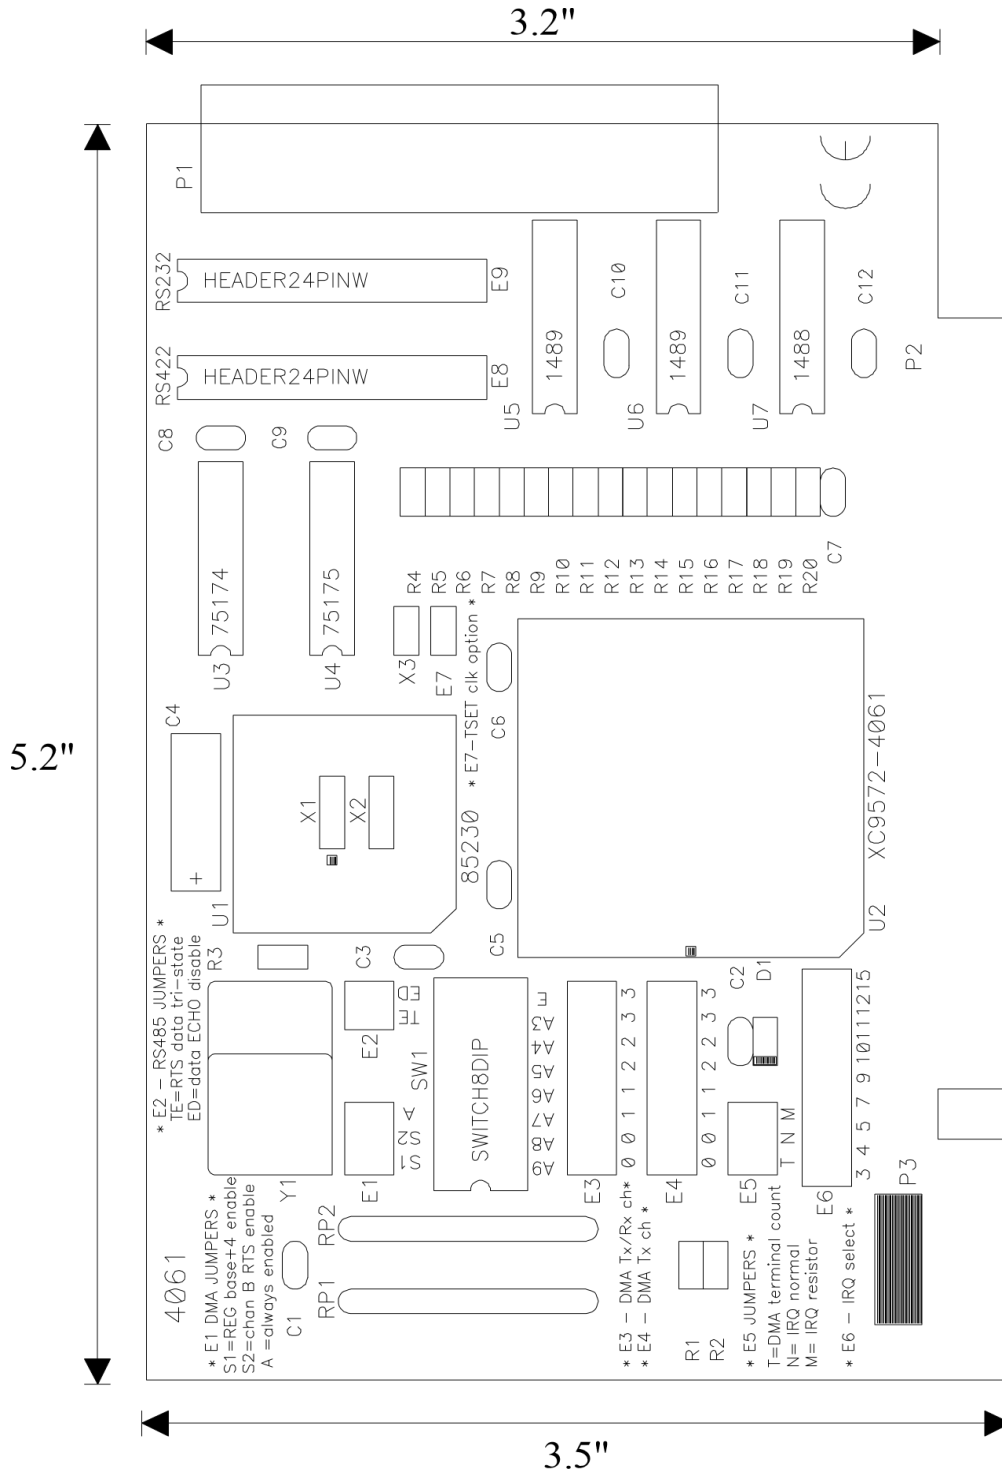 3.2"
P1
RS232
HEADER24PINW
E9
C10
C11
C12
1489
1489
1488
P2
RS422
HEADER24PINW
E8
U5
U6
U7
C8
C9
C7
75174
75175
U3
U4
R4
R5
R6
R7
R8
R9
R10
R11
R12
R13
R14
R15
R16
R17
R18
R19
R20
X3
E7
* E7-TSET clk option *
C6
C4
5.2"
X1
X2
+
85230
XC9572-4061
U1
U2
C5
* E2 - RS485 JUMPERS *
TE=RTS data tri-state
ED=data ECHO disable
R3
C3
C2
D1
ED
TE
E2
SW1
SWITCH8DIP
E
A3
A4
A5
A6
A7
A8
A9
0 0 1 1 2 2 3 3
0 0 1 1 2 2 3 3
3 4 5 7 9 10 11 12 15
A
S2
S1
T N M
Y1
E1
E3
E4
E5
E6
P3
4061
* E1 DMA JUMPERS *
S1=REG base+4 enable
S2=chan B RTS enable
A =always enabled
C1
RP2
RP1
* E3 - DMA Tx/Rx ch*
* E4 - DMA Tx ch *
R1
R2
* E5 JUMPERS *
T=DMA terminal count
N= IRQ normal
M= IRQ resistor
* E6 - IRQ select *
3.5"